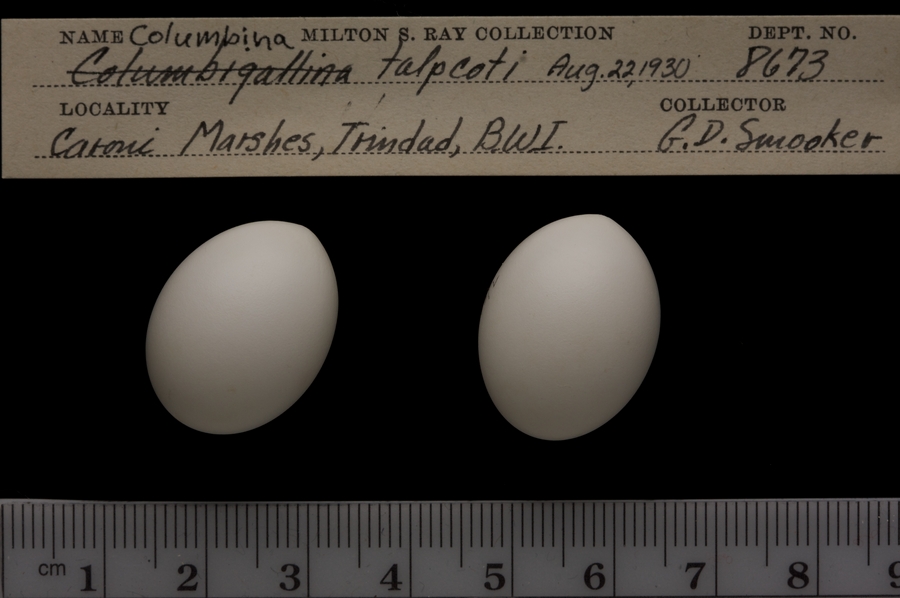 NAME Columbina MILTON S. RAY COLLECTION DEPT. NO.
Columbigallina talpcoti Aug. 22, 1930 8673
LOCALITY COLLECTOR
Caroni Marshes, Trindad, BWI. G. D. Smooker
cm 1 2 3 4 5 6 7 8 9